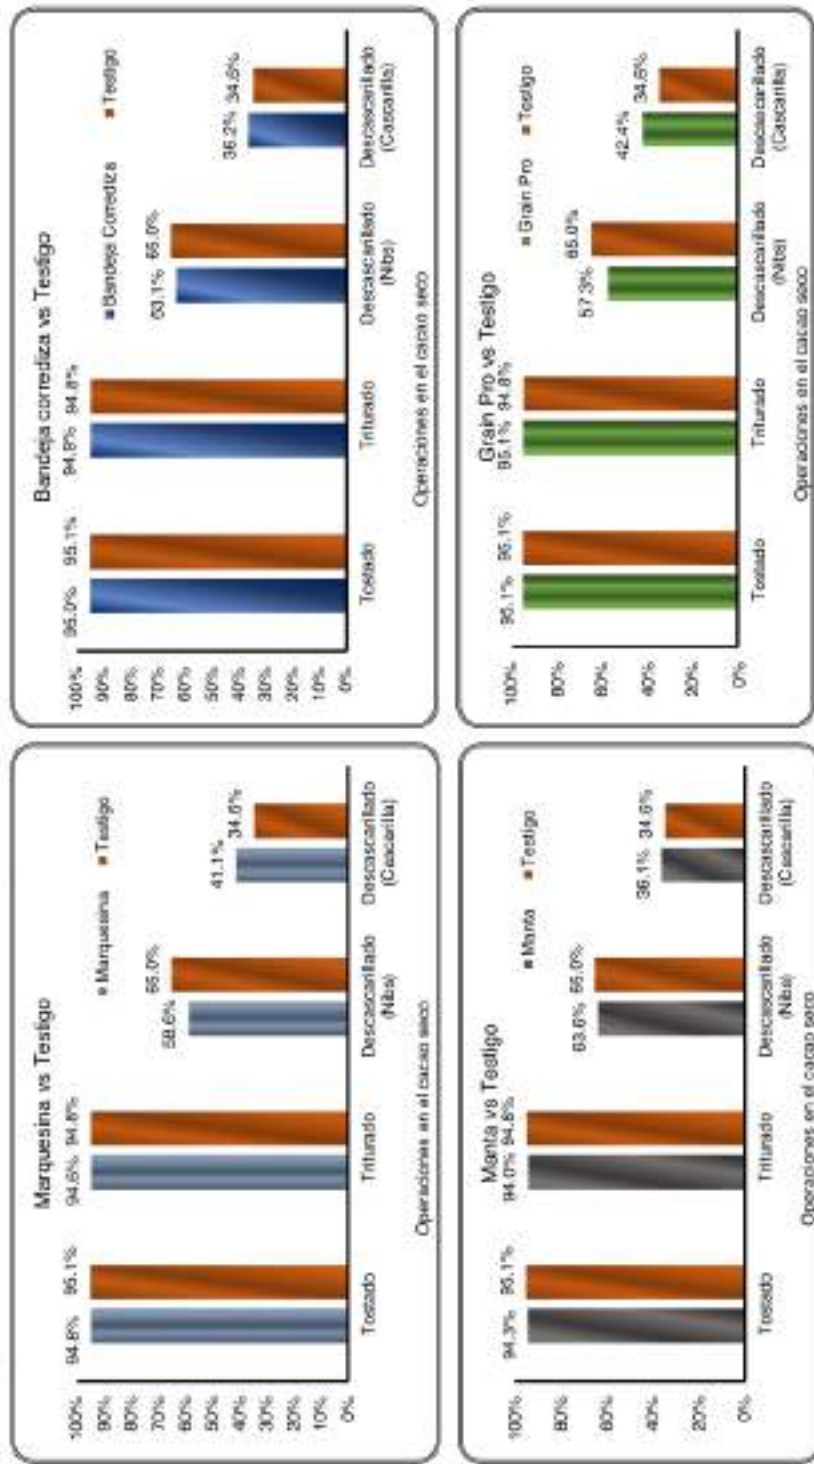 Marquesina vs Testigo
Marquesina Testigo
100%
90%
80%
70%
60%
50%
40%
30%
20%
10%
0%
94.8% 95.1%
94.6% 94.8%
58.6% 65.0%
41.1% 34.6%
Tostado
Triturado
Descascarillado
(Nibs)
Descascarillado
(Cascarilla)
Operaciones en el cacao seco
Bandeja corrediza vs Testigo
Bandeja Corrediza Testigo
100%
90%
80%
70%
60%
50%
40%
30%
20%
10%
0%
95.1%
94.8%
63.1% 65.0%
36.2% 34.6%
Tostado
Triturado
Descascarillado
(Nibs)
Descascarillado
(Cascarilla)
Operaciones en el cacao seco
Manta vs Testigo
Manta Testigo
100%
80%
60%
40%
20%
0%
94.3% 95.1%
94.0% 94.8%
63.6% 65.0%
36.1% 34.6%
Tostado
Triturado
Descascarillado
(Nibs)
Descascarillado
(Cascarilla)
Operaciones en el cacao seco
Grain Pro vs Testigo
Grain Pro Testigo
100%
80%
60%
40%
20%
0%
95.1% 95.1%
95.1% 94.8%
57.3% 65.0%
42.4% 34.6%
Tostado
Triturado
Descascarillado
(Nibs)
Descascarillado
(Cascarilla)
Operaciones en el cacao seco